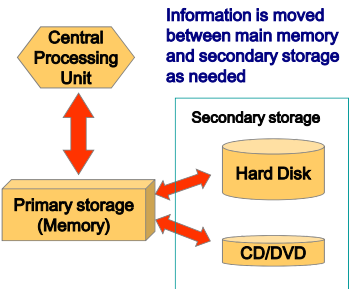 Central
Processing
Unit
Information is moved
between main memory
and secondary storage
as needed
Secondary storage
Hard Disk
Primary storage
(Memory)
CD/DVD